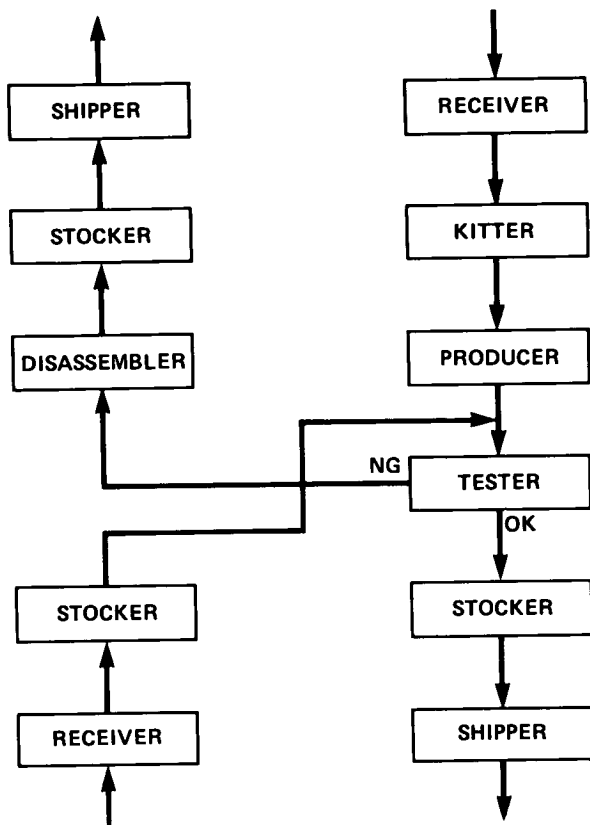 SHIPPER
RECEIVER
STOCKER
KITTER
DISASSEMBLER
PRODUCER
NG
TESTER
OK
STOCKER
STOCKER
RECEIVER
SHIPPER